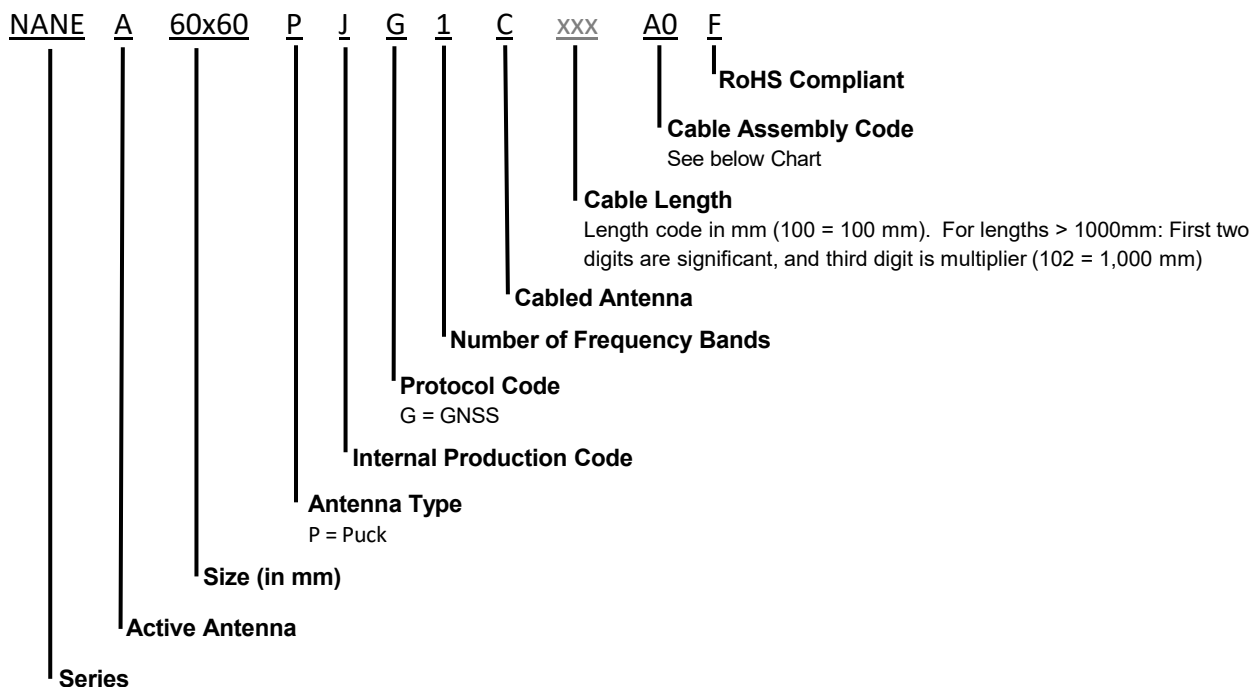 NANE A 60x60 P J G 1 C xxx A0 F
RoHS Compliant
Cable Assembly Code
See below Chart
Cable Length
Length code in mm (100 = 100 mm). For lengths > 1000mm: First two
digits are significant, and third digit is multiplier (102 = 1,000 mm)
Cabled Antenna
Number of Frequency Bands
Protocol Code
G = GNSS
Internal Production Code
Antenna Type
P = Puck
Size (in mm)
Active Antenna
Series